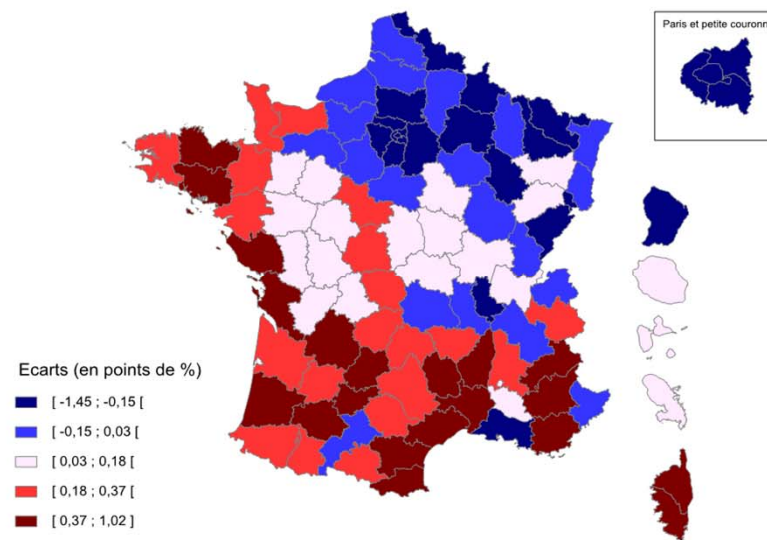 Paris et petite couronn
Ecarts (en points de %)
[ -1,45 ; -0,15 [
[ -0,15 ; 0,03 [
[ 0,03 ; 0,18 [
[ 0,18 ; 0,37 [
[ 0,37 ; 1,02 ]